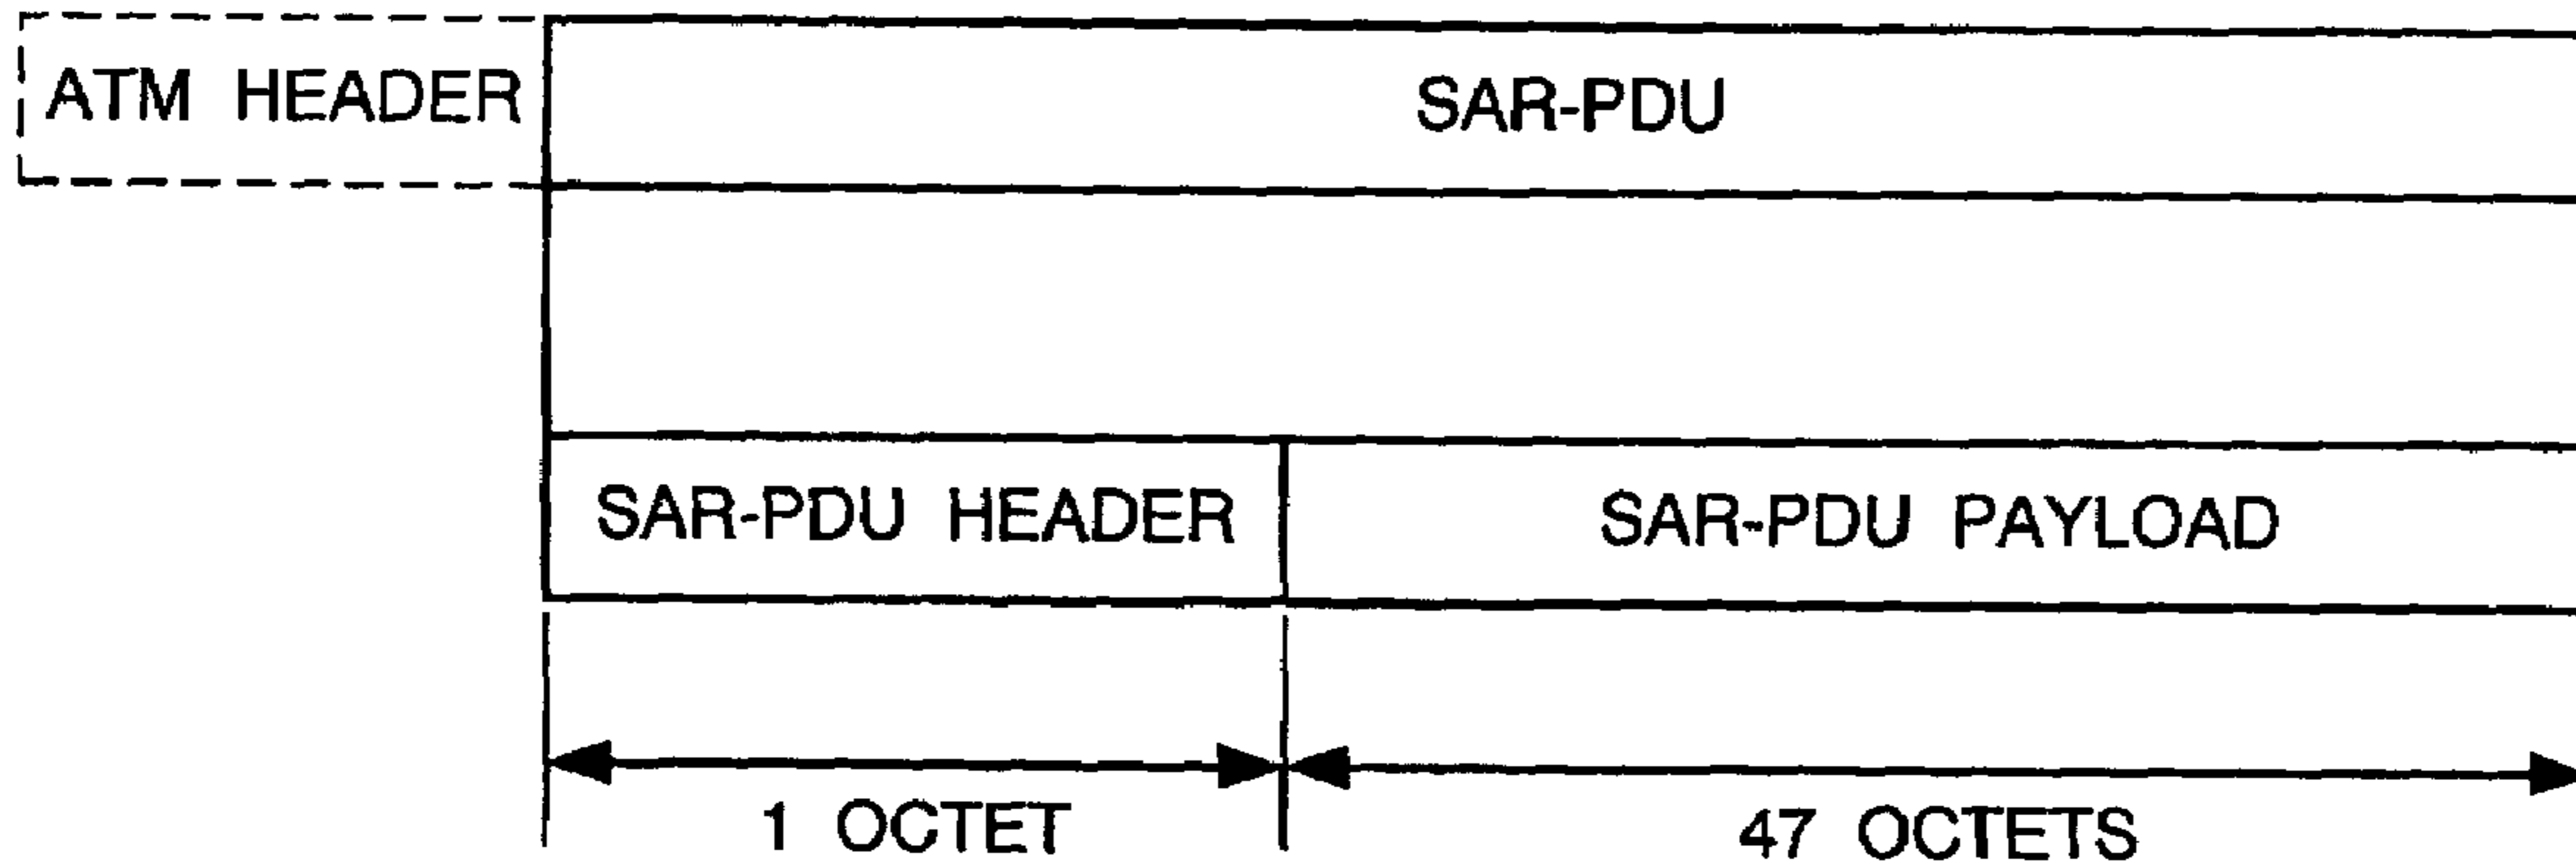 ATM HEADER
SAR-PDU
SAR-PDU HEADER
SAR-PDU PAYLOAD
1 OCTET
47 OCTETS